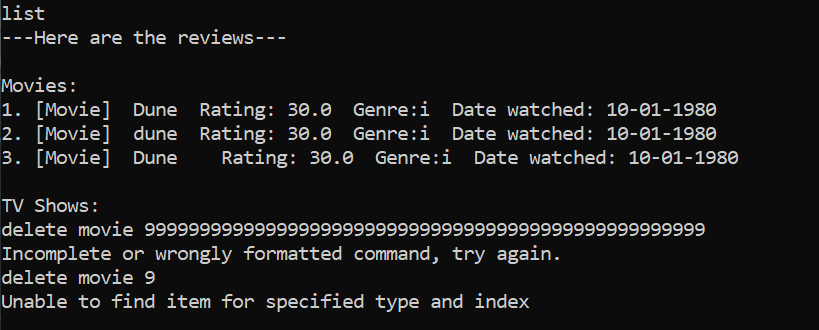 list
---Here are the reviews---
Movies:
1. [Movie]  Dune  Rating: 30.0  Genre:i  Date watched: 10-01-1980
2. [Movie]  dune  Rating: 30.0  Genre:i  Date watched: 10-01-1980
3. [Movie]  Dune    Rating: 30.0  Genre:i  Date watched: 10-01-1980
TV Shows:
delete movie 999999999999999999999999999999999999999999999999999
Incomplete or wrongly formatted command, try again.
delete movie 9
Unable to find item for specified type and index